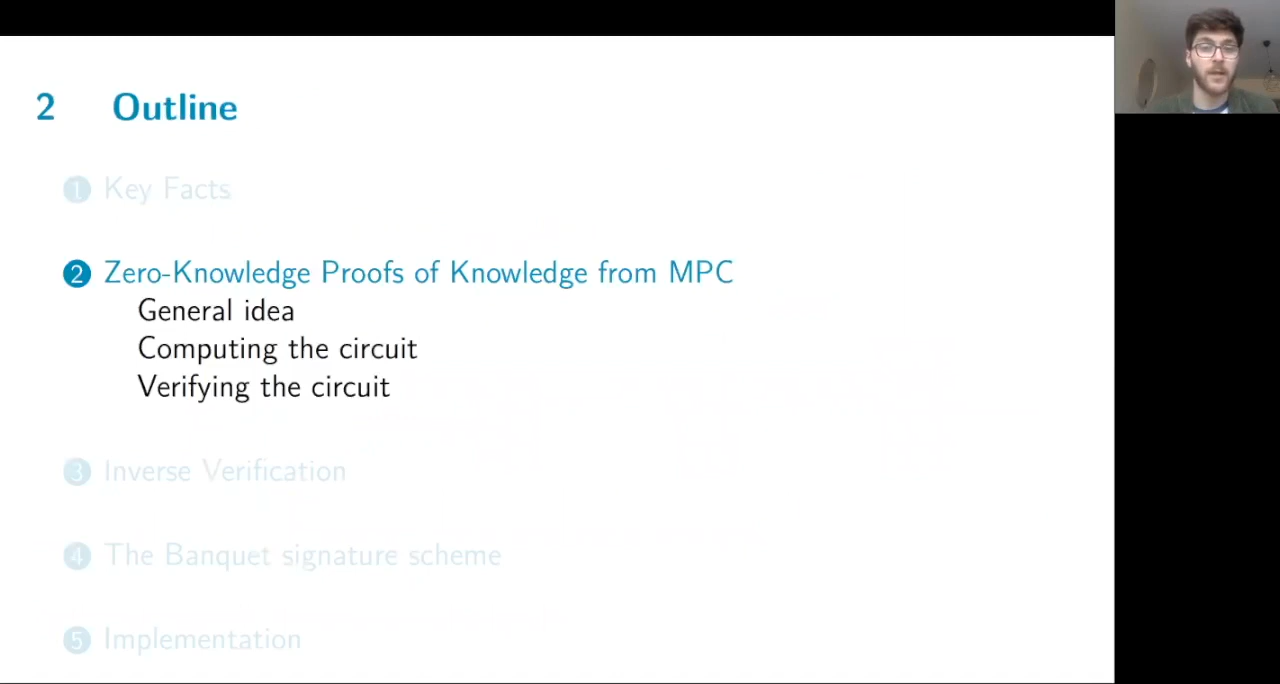 2 Outline
1 Key Facts
2 Zero-Knowledge Proofs of Knowledge from MPC
General idea
Computing the circuit
Verifying the circuit
3 Inverse Verification
4 The Banquet signature scheme
5 Implementation